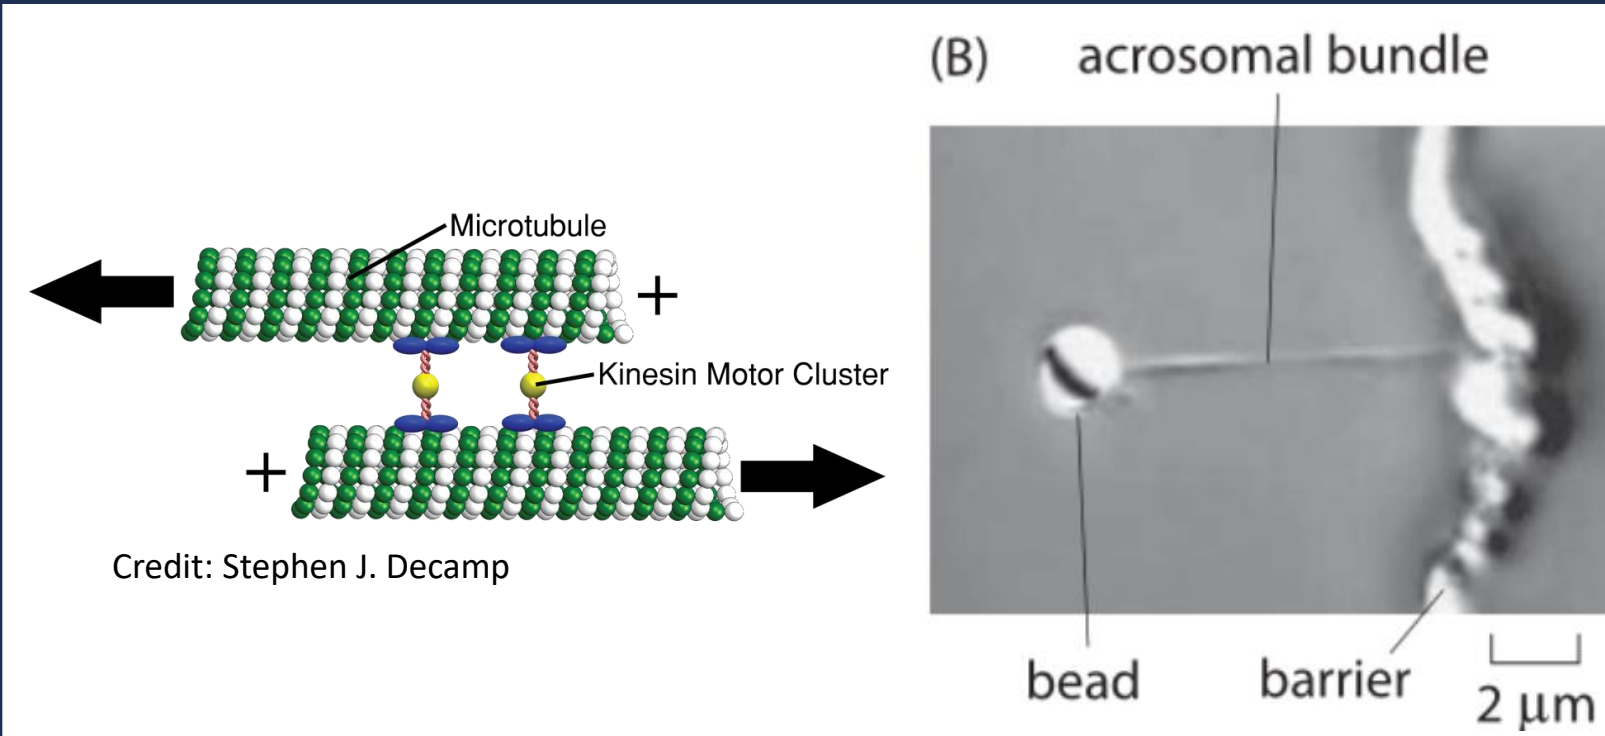 Microtubule
+
Kinesin Motor Cluster
+
Credit: Stephen J. Decamp
(B) acrosomal bundle
bead
barrier
2 μm